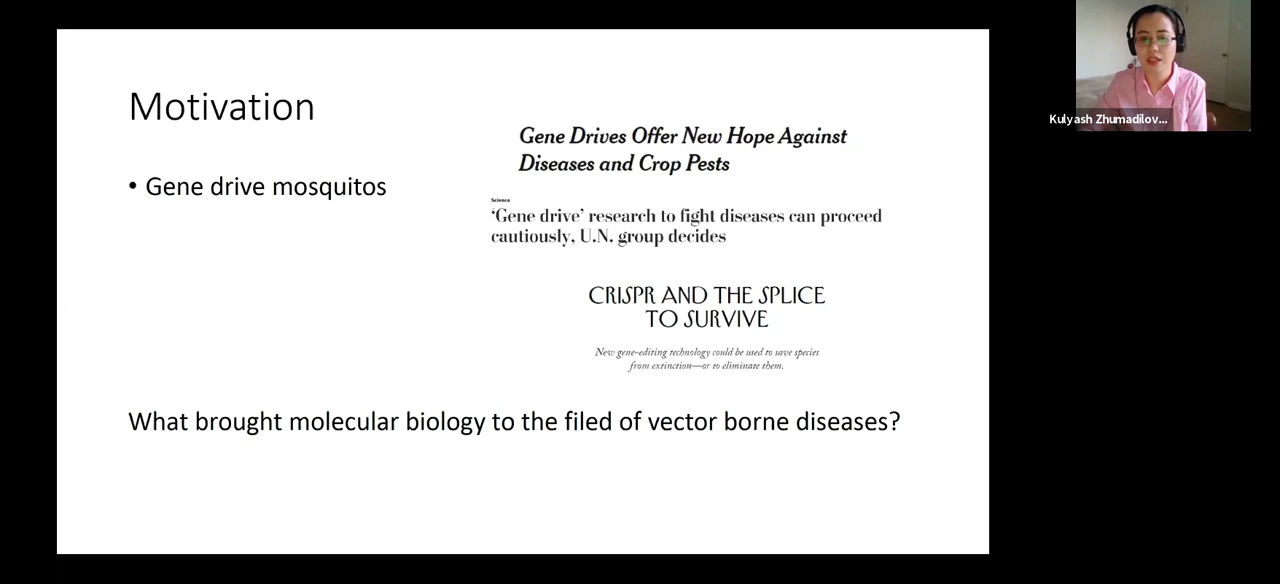 Motivation
• Gene drive mosquitos
Gene Drives Offer New Hope Against
Diseases and Crop Pests
Science
‘Gene drive’ research to fight diseases can proceed
cautiously, U.N. group decides
CRISPR AND THE SPLICE
TO SURVIVE
New gene-editing technology could be used to save species
from extinction—or to eliminate them.
What brought molecular biology to the filed of vector borne diseases?
Kulyash Zhumadilov...